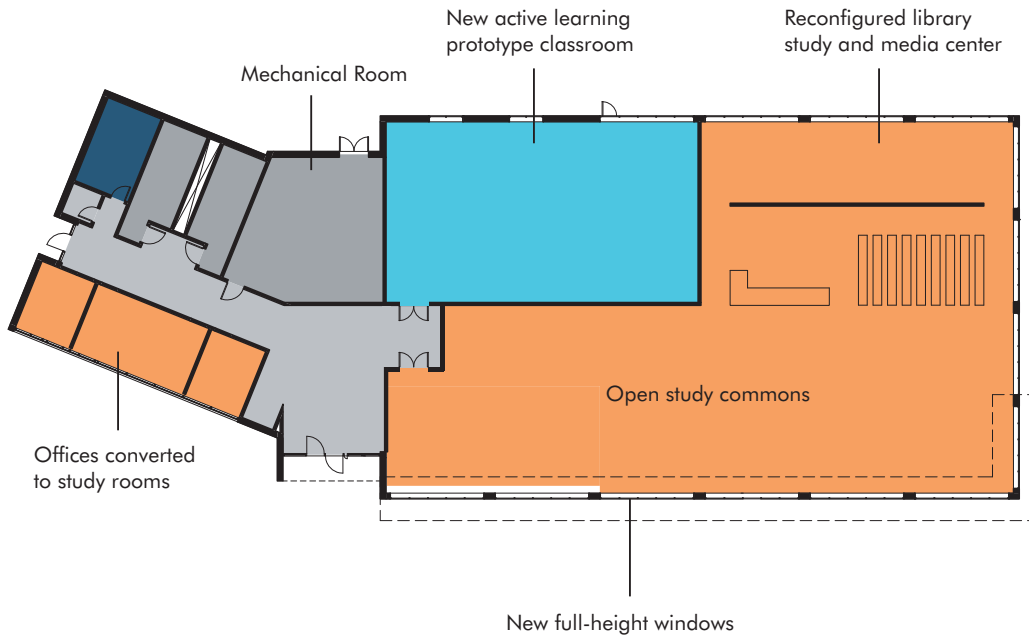 New active learning
prototype classroom
Reconfigured library
study and media center
Mechanical Room
Open study commons
Offices converted
to study rooms
New full-height windows